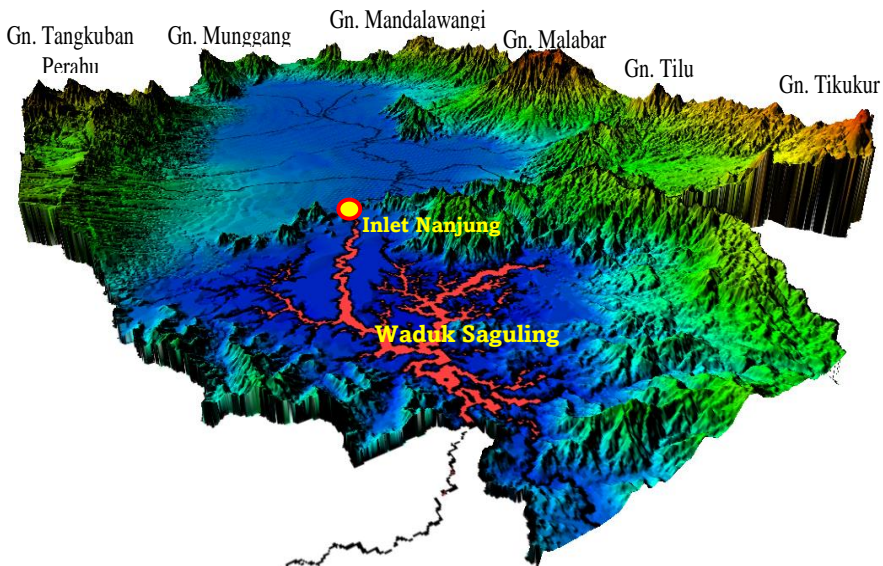 Gn. Tangkuban
Perahu
Gn. Munggang
Gn. Mandalawangi
Gn. Malabar
Gn. Tilu
Gn. Tikukur
Inlet Nanjung
Waduk Saguling